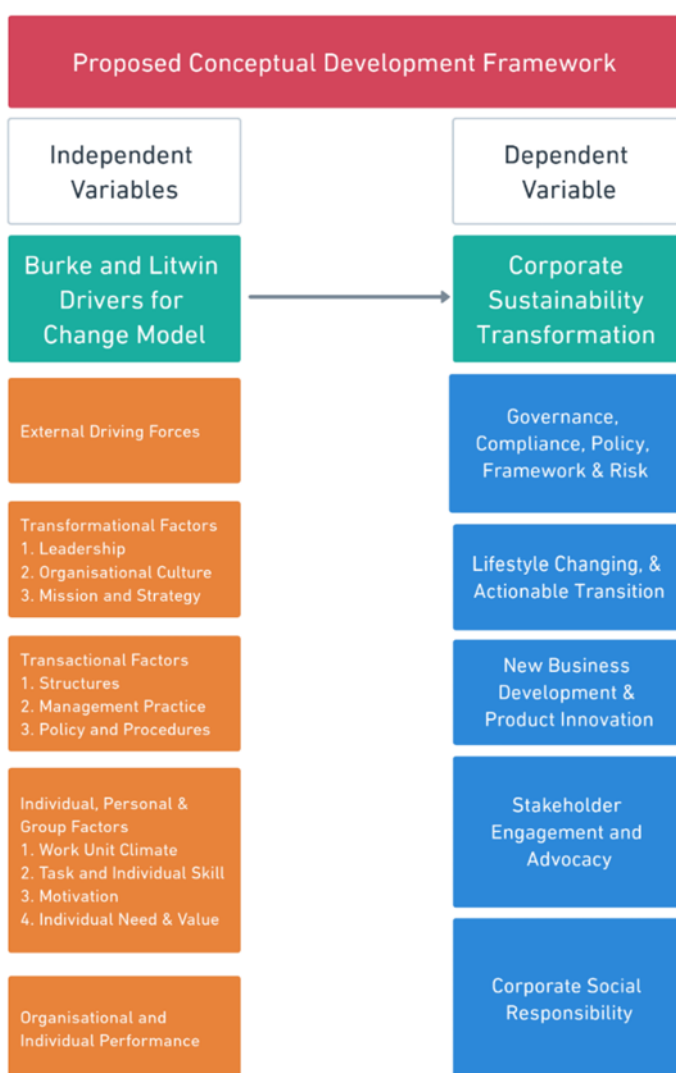 Proposed Conceptual Development Framework
Independent
Variables
Dependent
Variable
Burke and Litwin
Drivers for
Change Model
Corporate
Sustainability
Transformation
External Driving Forces
Transformational Factors
1. Leadership
2. Organisational Culture
3. Mission and Strategy
Transactional Factors
1. Structures
2. Management Practice
3. Policy and Procedures
Individual, Personal &
Group Factors
1. Work Unit Climate
2. Task and Individual Skill
3. Motivation
4. Individual Need & Value
Organisational and
Individual Performance
Governance,
Compliance, Policy,
Framework & Risk
Lifestyle Changing, &
Actionable Transition
New Business
Development &
Product Innovation
Stakeholder
Engagement and
Advocacy
Corporate Social
Responsibility